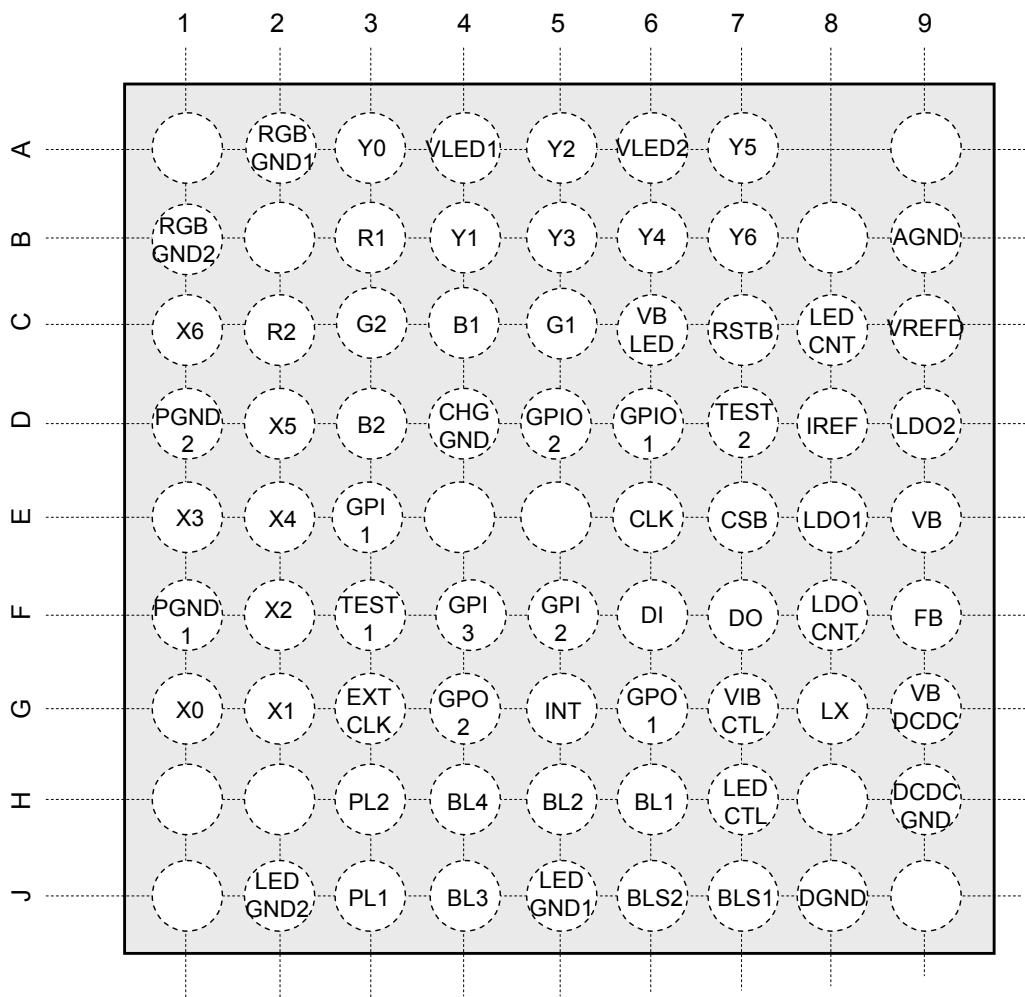 1 2 3 4 5 6 7 8 9
A
RGB GND1
Y0
VLED1
Y2
VLED2
Y5
B
RGB GND2
R1
Y1
Y3
Y4
Y6
AGND
C
X6
R2
G2
B1
G1
VB LED
RSTB
LED CNT
VREFD
D
PGND 2
X5
B2
CHG GND
GPIO 2
GPIO 1
TEST 2
IREF
LDO2
E
X3
X4
GPI 1
CLK
CSB
LDO1
VB
F
PGND 1
X2
TEST 1
GPI 3
GPI 2
DI
DO
LDO CNT
FB
G
X0
X1
EXT CLK
GPO 2
INT
GPO 1
VIB CTL
LX
VB DCDC
H
PL2
BL4
BL2
BL1
LED CTL
DCDC GND
J
LED GND2
PL1
BL3
LED GND1
BLS2
BLS1
DGND